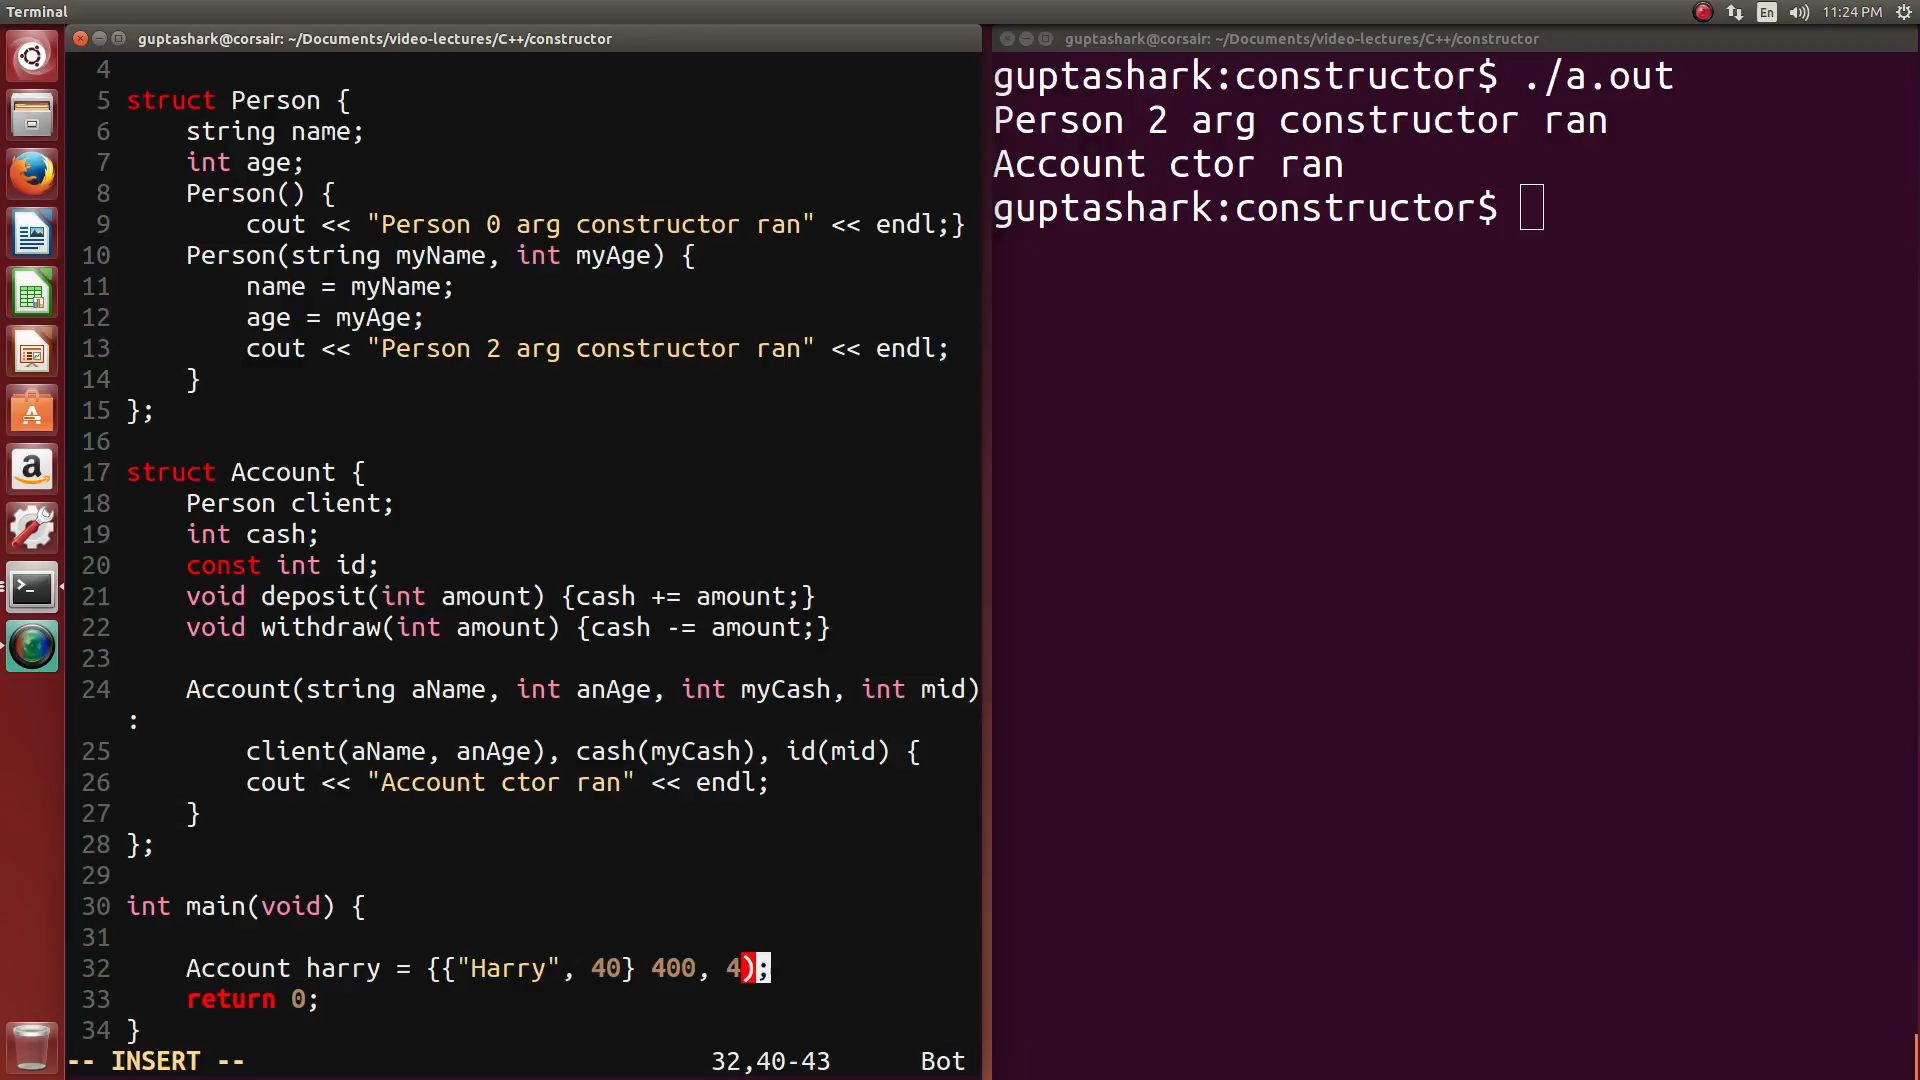 Terminal
En
11:24 PM
guptashark@corsair: ~/Documents/video-lectures/C++/constructor
4
5 struct Person {
6     string name;
7     int age;
8     Person() {
9         cout << "Person 0 arg constructor ran" << endl;}
10     Person(string myName, int myAge) {
11         name = myName;
12         age = myAge;
13         cout << "Person 2 arg constructor ran" << endl;
14     }
15 };
16
17 struct Account {
18     Person client;
19     int cash;
20     const int id;
21     void deposit(int amount) {cash += amount;}
22     void withdraw(int amount) {cash -= amount;}
23
24     Account(string aName, int anAge, int myCash, int mid)
:
25         client(aName, anAge), cash(myCash), id(mid) {
26         cout << "Account ctor ran" << endl;
27     }
28 };
29
30 int main(void) {
31
32     Account harry = {{"Harry", 40} 400, 4);
33     return 0;
34 }
-- INSERT --
32,40-43
Bot
guptashark@corsair: ~/Documents/video-lectures/C++/constructor
guptashark:constructor$ ./a.out
Person 2 arg constructor ran
Account ctor ran
guptashark:constructor$